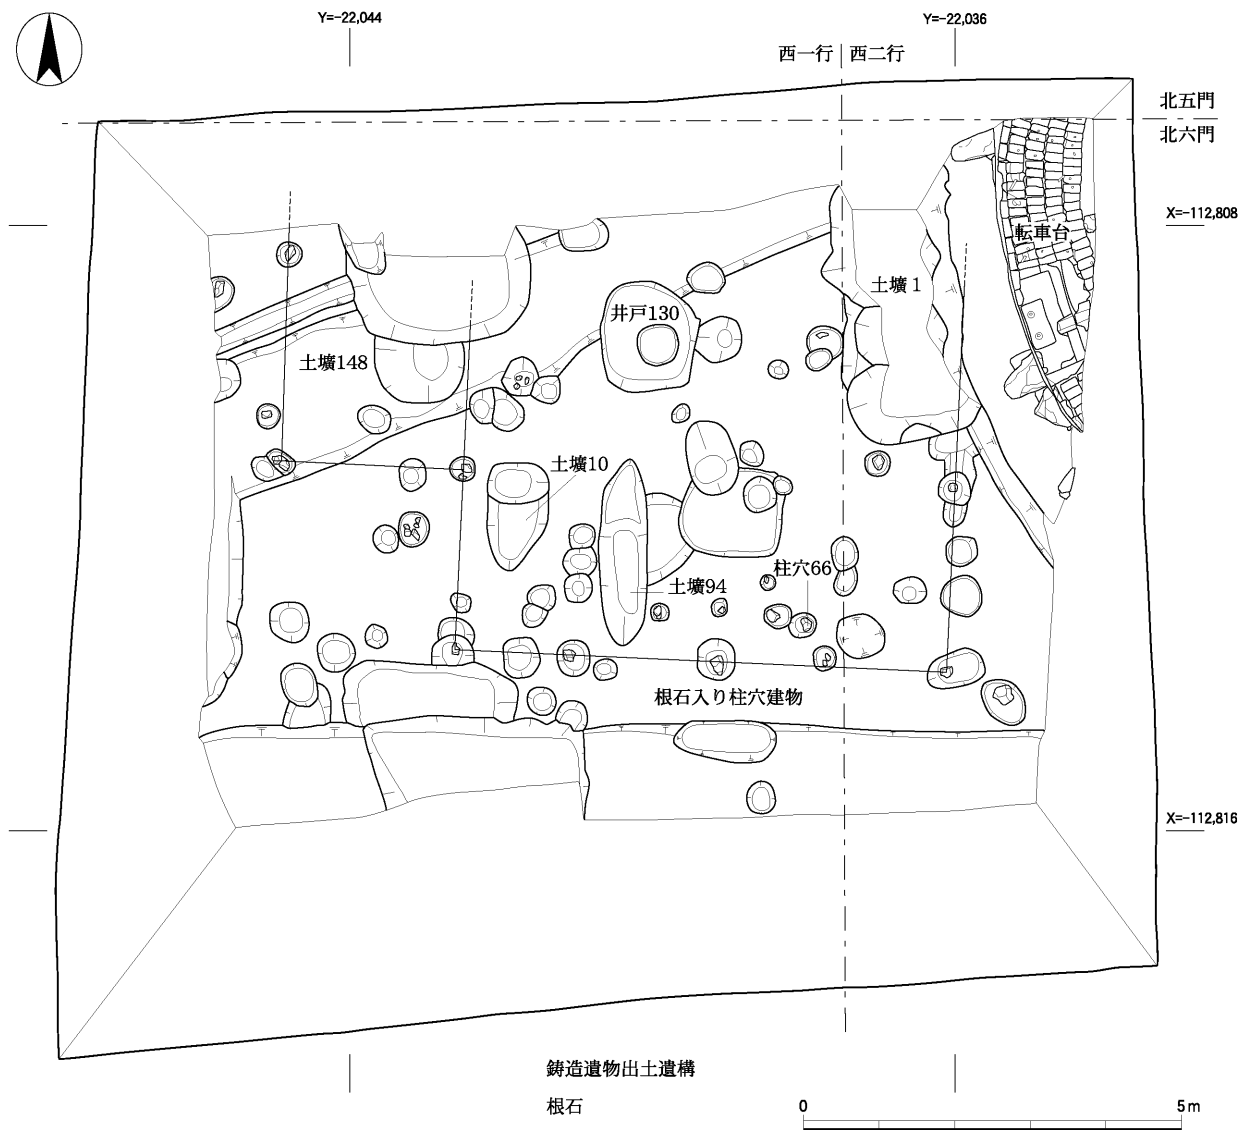 Y=-22,044
Y=-22,036
西一行
西二行
北五門
北六門
X=-112,808
転車台
土壙1
井戸130
土壙148
土壙10
柱穴66
土壙94
根石入り柱穴建物
X=-112,816
鋳造遺物出土遺構
根石
0
5m